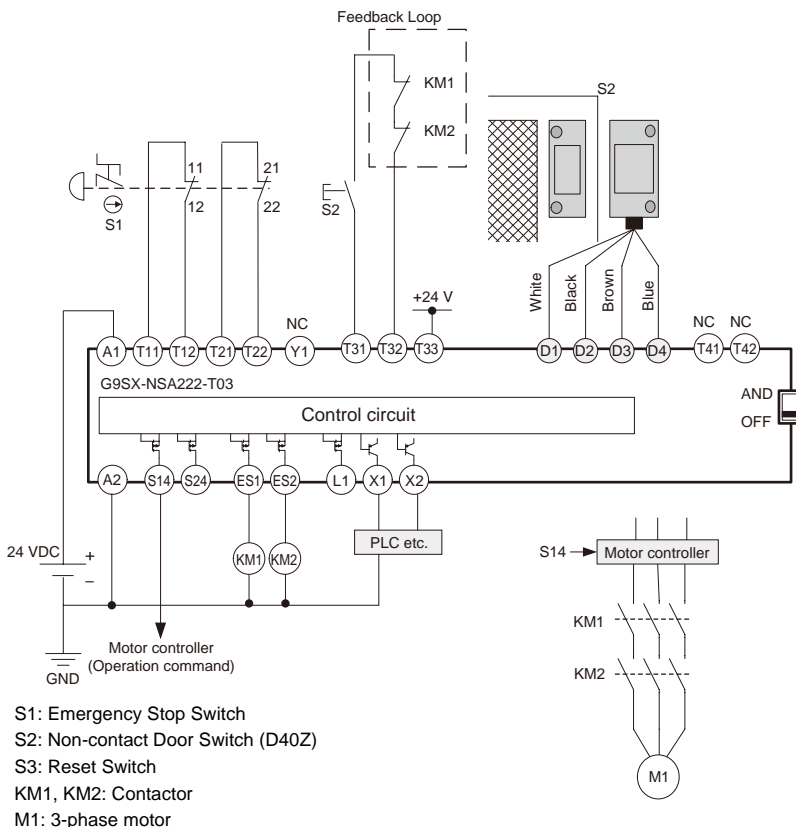 Feedback Loop
KM1
KM2
S2
11
21
12
22
S1
S2
White
Black
Brown
Blue
+24 V
NC
NC
NC
A1
T11
T12
T21
T22
Y1
T31
T32
T33
D1
D2
D3
D4
T41
T42
G9SX-NSA222-T03
AND
OFF
Control circuit
A2
S14
S24
ES1
ES2
L1
X1
X2
24 VDC
+
–
KM1
KM2
PLC etc.
S14
Motor controller
KM1
KM2
M1
Motor controller
(Operation command)
GND
S1: Emergency Stop Switch
S2: Non-contact Door Switch (D40Z)
S3: Reset Switch
KM1, KM2: Contactor
M1: 3-phase motor